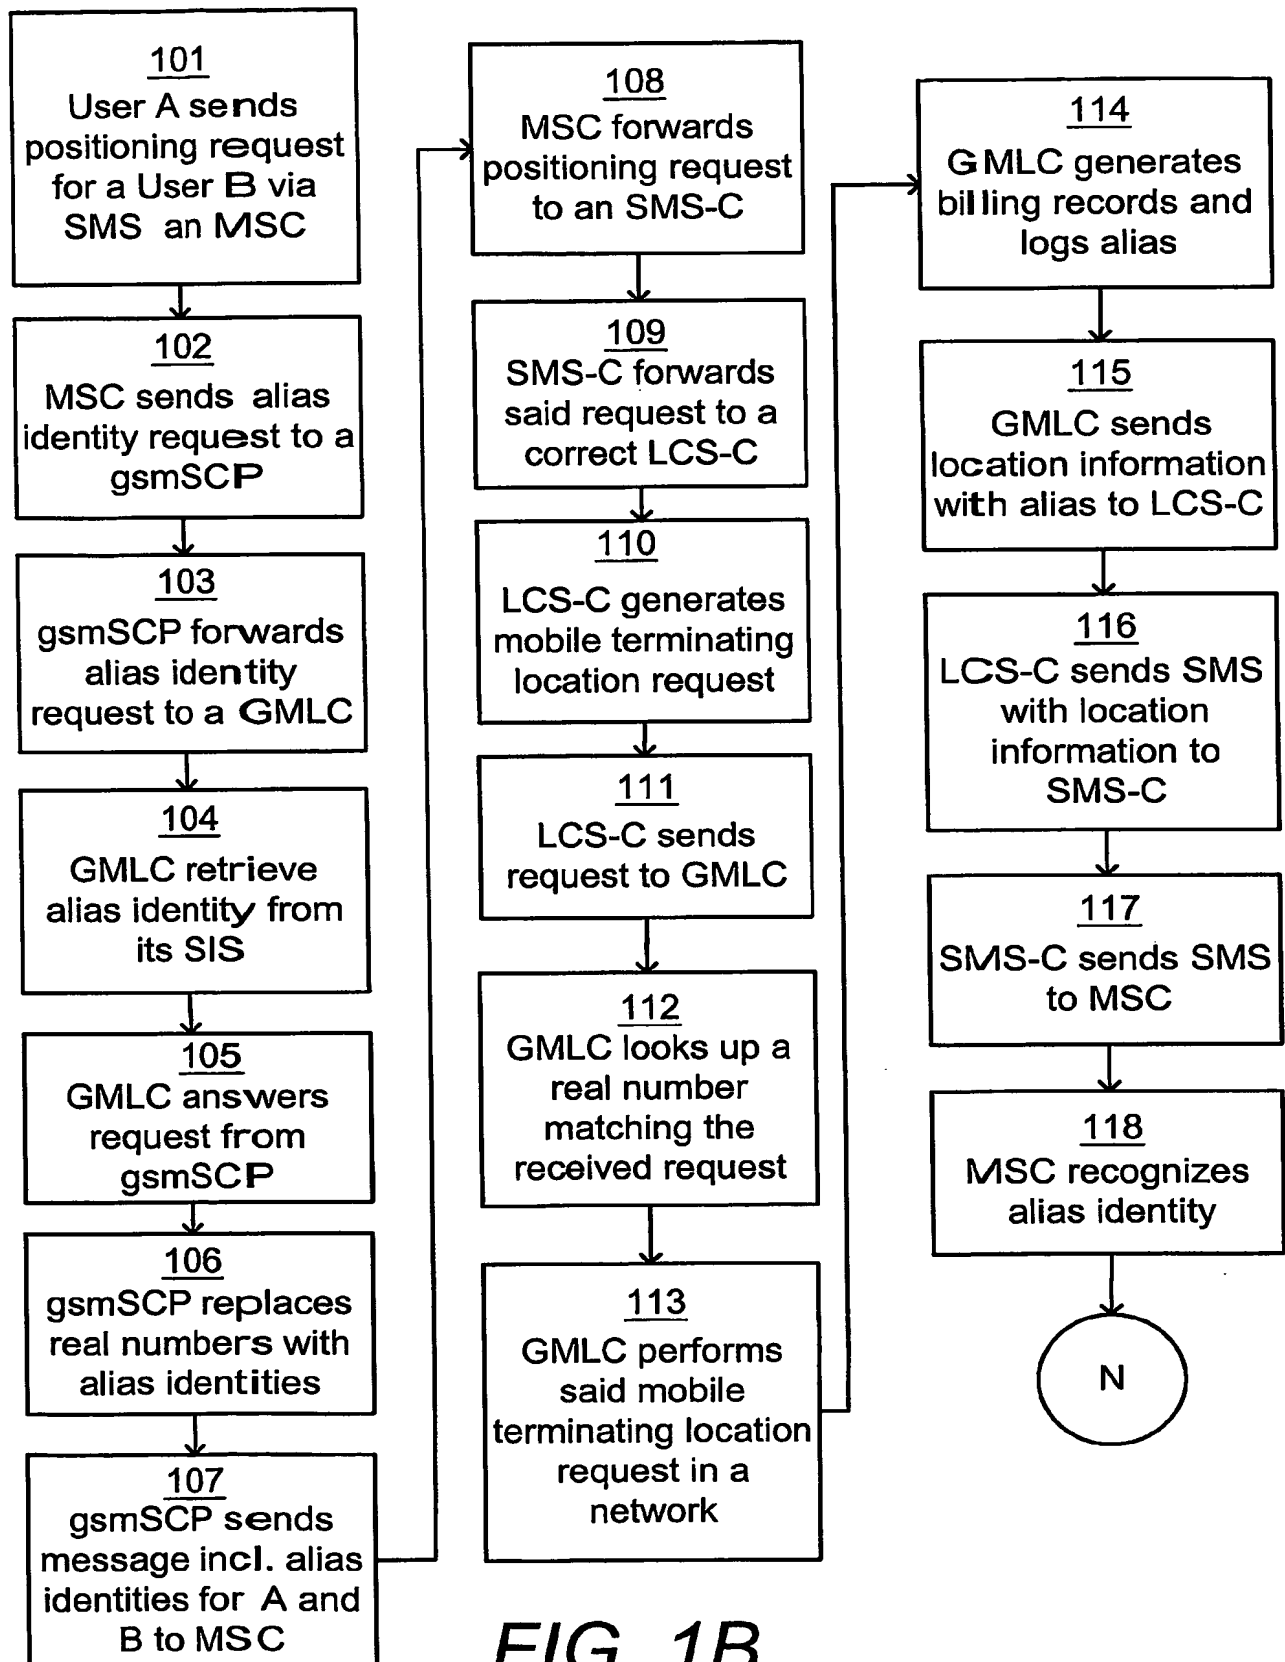 101
User A sends
positioning request
for a User B via
SMS an MSC
102
MSC sends alias
identity request to a
gsmSCP
103
gsmSCP forwards
alias identity
request to a GMLC
104
GMLC retrieve
alias identity from
its SIS
105
GMLC answers
request from
gsmSCP
106
gsmSCP replaces
real numbers with
alias identities
107
gsmSCP sends
message incl. alias
identities for A and
B to MSC
108
MSC forwards
positioning request
to an SMS-C
109
SMS-C forwards
said request to a
correct LCS-C
110
LCS-C generates
mobile terminating
location request
111
LCS-C sends
request to GMLC
112
GMLC looks up a
real number
matching the
received request
113
GMLC performs
said mobile
terminating location
request in a
network
114
GMLC generates
billing records and
logs alias
115
GMLC sends
location information
with alias to LCS-C
116
LCS-C sends SMS
with location
information to
SMS-C
117
SMS-C sends SMS
to MSC
118
MSC recognizes
alias identity
N
FIG. 1B